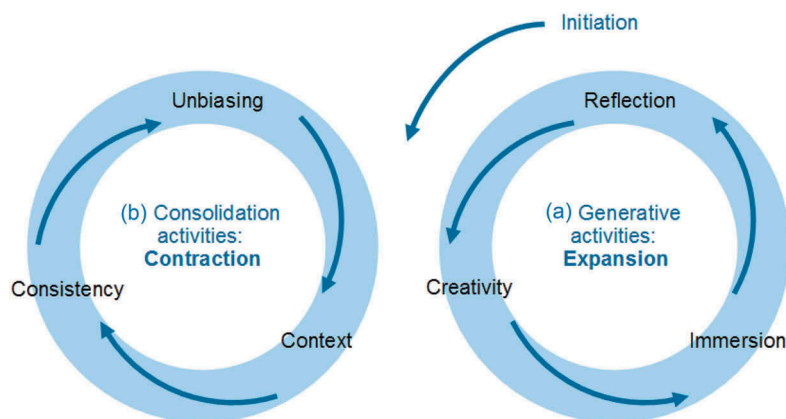 Initiation
Unbiasing
(b) Consolidation
activities:
Contraction
Consistency
Context
Reflection
(a) Generative
activities:
Expansion
Creativity
Immersion